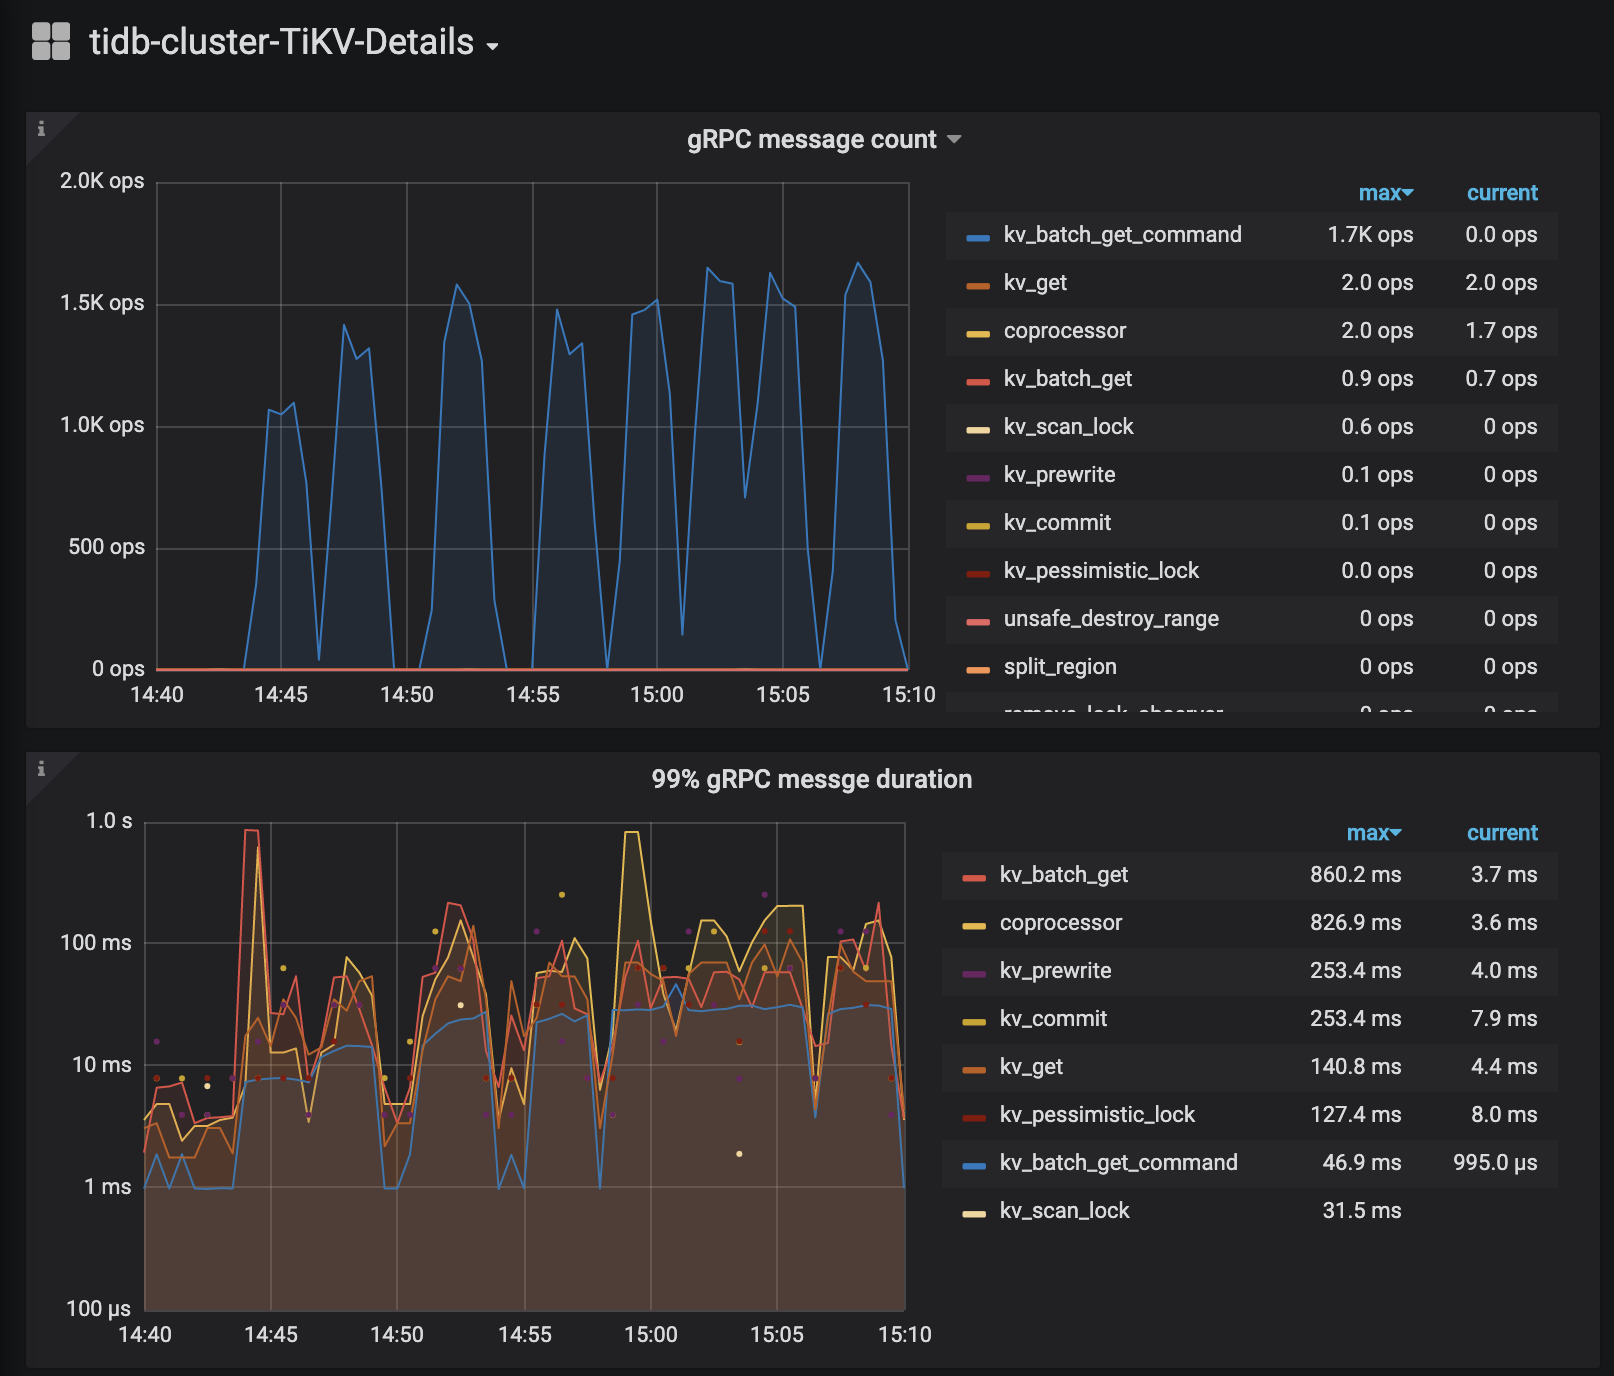 tidb-cluster-TiKV-Details
gRPC message count
2.0K ops
1.5K ops
1.0K ops
500 ops
0 ops
14:40 14:45 14:50 14:55 15:00 15:05 15:10
max current
kv_batch_get_command 1.7K ops 0.0 ops
kv_get 2.0 ops 2.0 ops
coprocessor 2.0 ops 1.7 ops
kv_batch_get 0.9 ops 0.7 ops
kv_scan_lock 0.6 ops 0 ops
kv_prewrite 0.1 ops 0 ops
kv_commit 0.1 ops 0 ops
kv_pessimistic_lock 0.0 ops 0 ops
unsafe_destroy_range 0 ops 0 ops
split_region 0 ops 0 ops
remove_lock_observer 0 ops 0 ops
99% gRPC messge duration
1.0 s
100 ms
10 ms
1 ms
100 µs
14:40 14:45 14:50 14:55 15:00 15:05 15:10
max current
kv_batch_get 860.2 ms 3.7 ms
coprocessor 826.9 ms 3.6 ms
kv_prewrite 253.4 ms 4.0 ms
kv_commit 253.4 ms 7.9 ms
kv_get 140.8 ms 4.4 ms
kv_pessimistic_lock 127.4 ms 8.0 ms
kv_batch_get_command 46.9 ms 995.0 µs
kv_scan_lock 31.5 ms